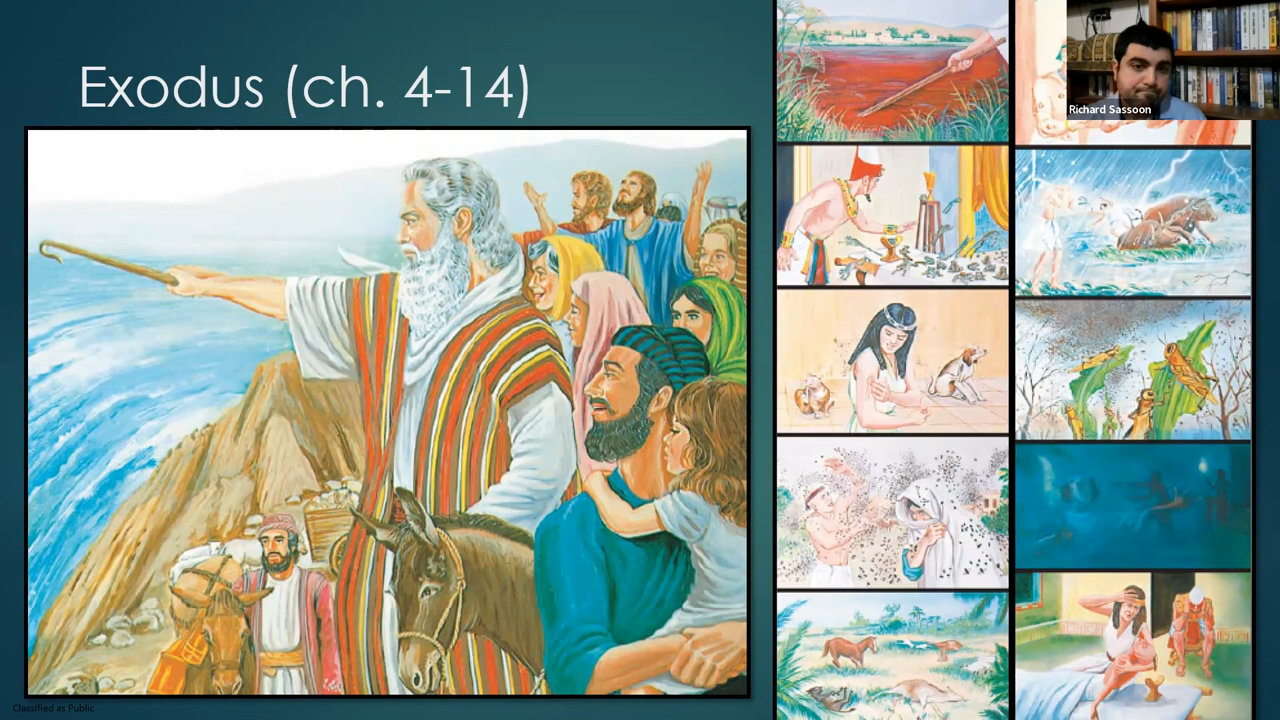 Exodus (ch. 4-14)
Richard Sassoon
Classified as Public